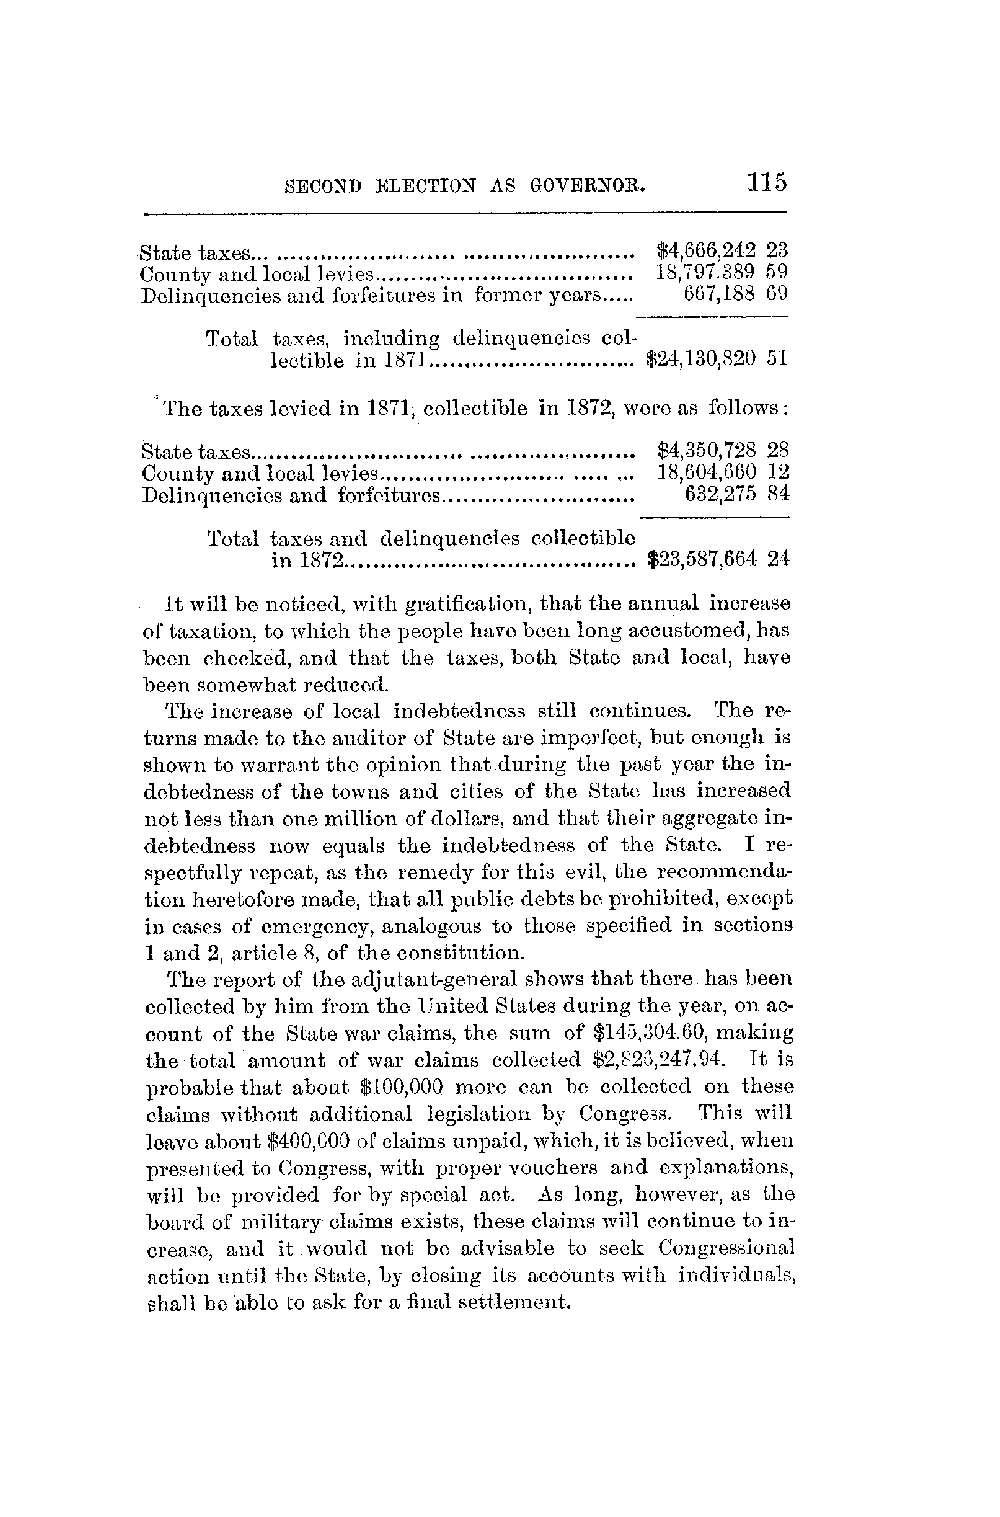 SECOND ELECTION AS GOVERNOR. 115
State taxes... $4,666,242 23
County and local levies... 18,797,389 59
Delinquencies and forfeitures in former years..... 667,188 69
Total taxes, including delinquencies col-
lectible in 1871... $24,130,820 51
The taxes levied in 1871, collectible in 1872, were as follows:
State taxes... $4,350,728 28
County and local levies... 18,604,660 12
Delinquencies and forfeitures... 632,275 84
Total taxes and delinquencies collectible
in 1872... $23,587,664 24
It will be noticed, with gratification, that the annual increase
of taxation, to which the people have been long accustomed, has
been checked, and that the taxes, both State and local, have
been somewhat reduced.
The increase of local indebtedness still continues. The re-
turns made to the auditor of State are imperfect, but enough is
shown to warrant the opinion that during the past year the in-
debtedness of the towns and cities of the State has increased
not less than one million of dollars, and that their aggregate in-
debtedness now equals the indebtedness of the State. I re-
spectfully repeat, as the remedy for this evil, the recommenda-
tion heretofore made, that all public debts be prohibited, except
in cases of emergency, analogous to those specified in sections
1 and 2, article 8, of the constitution.
The report of the adjutant-general shows that there has been
collected by him from the United States during the year, on ac-
count of the State war claims, the sum of $145,304.60, making
the total amount of war claims collected $2,826,247.94. It is
probable that about $100,000 more can be collected on these
claims without additional legislation by Congress. This will
leave about $400,000 of claims unpaid, which, it is believed, when
presented to Congress, with proper vouchers and explanations,
will be provided for by special act. As long, however, as the
board of military claims exists, these claims will continue to in-
crease, and it would not be advisable to seek Congressional
action until the State, by closing its accounts with individuals,
shall be able to ask for a final settlement.